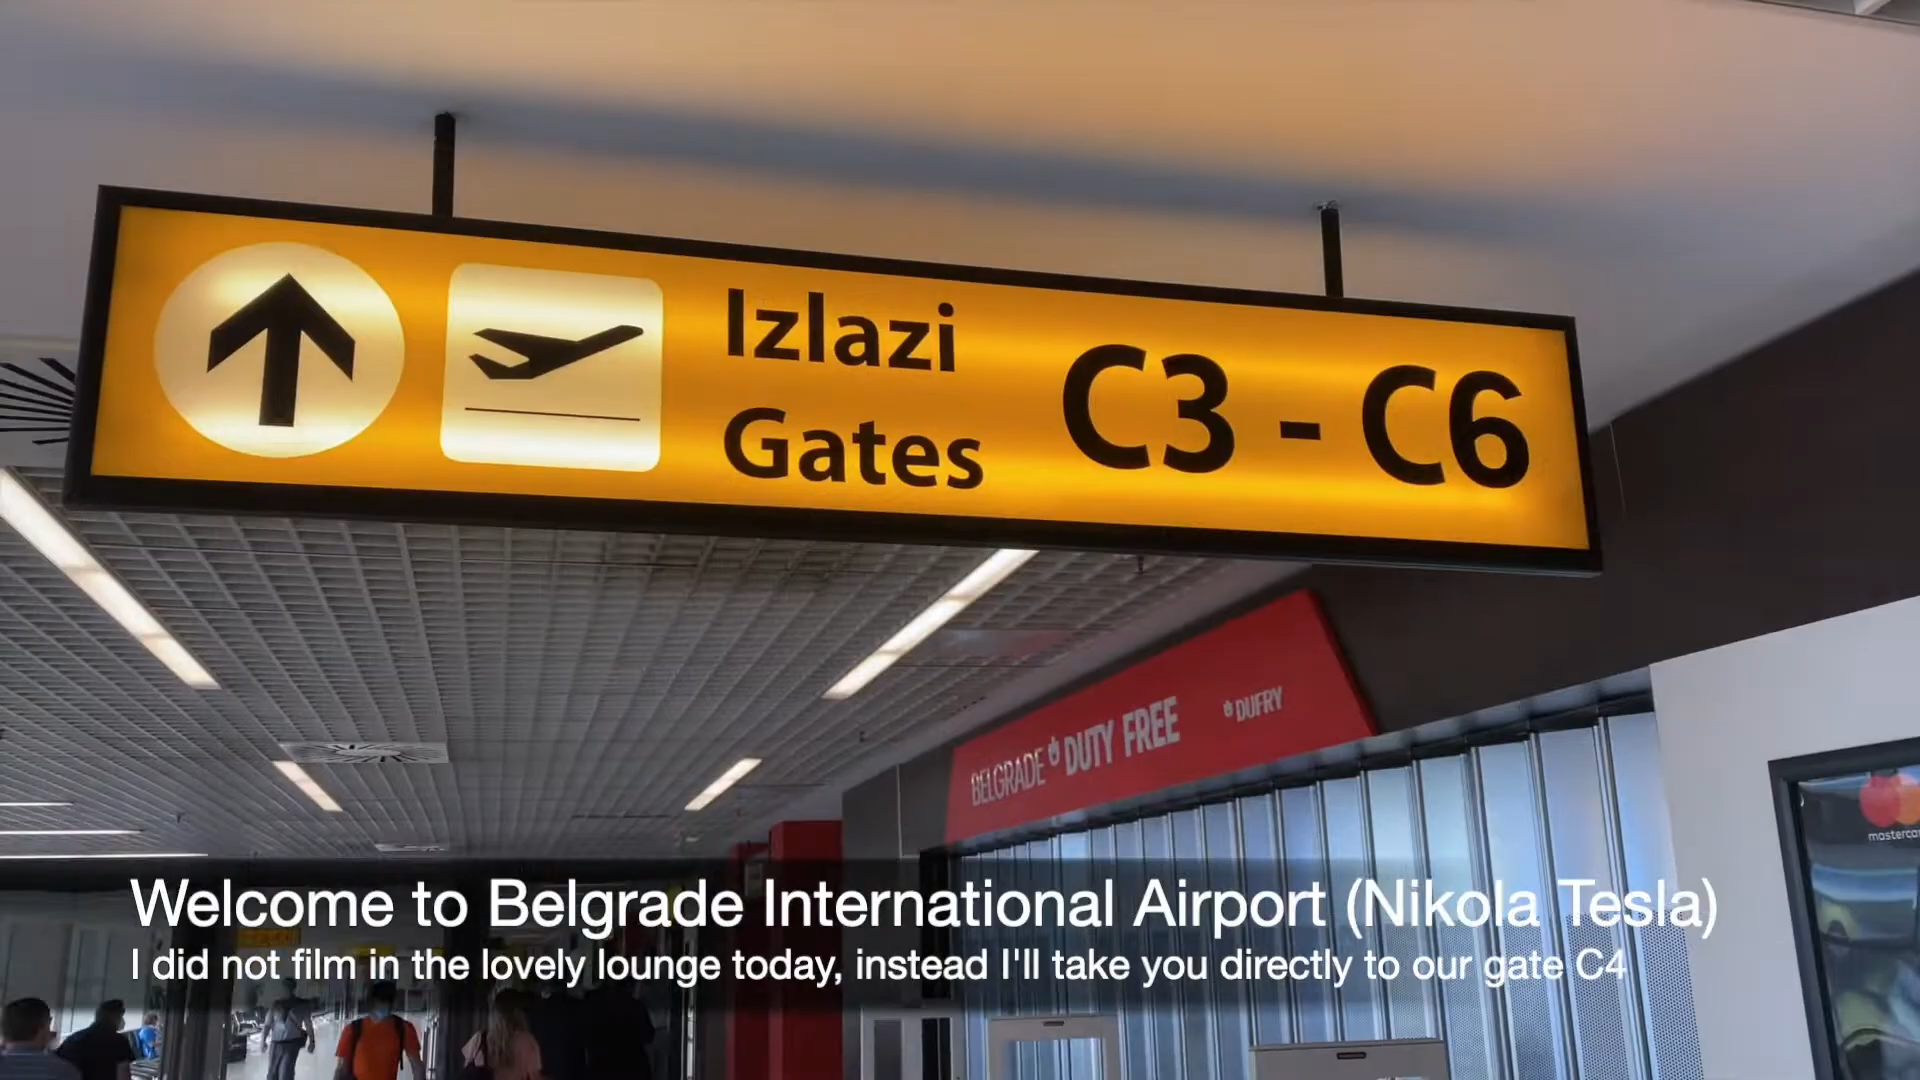 Izlazi
Gates
C3 - C6
BELGRADE DUTY FREE
DUFRY
mastercar
Welcome to Belgrade International Airport (Nikola Tesla)
I did not film in the lovely lounge today, instead I'll take you directly to our gate C4